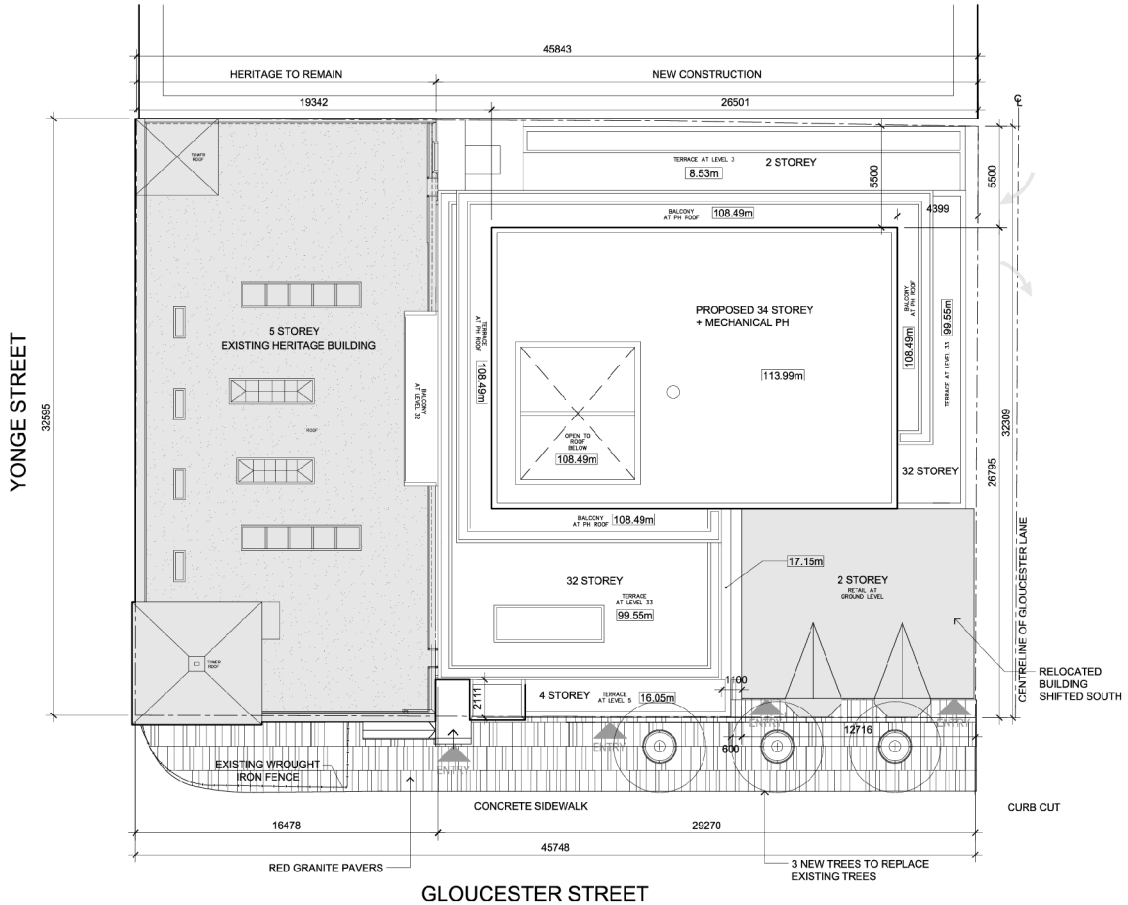 45843
HERITAGE TO REMAIN
NEW CONSTRUCTION
19342
26501
TOWER
ROOF
TERRACE AT LEVEL 3
8.53m
2 STOREY
5500
5500
BALCONY
AT PH ROOF
108.49m
4399
PROPOSED 34 STOREY
+ MECHANICAL PH
113.99m
5 STOREY
EXISTING HERITAGE BUILDING
TERRACE
AT PH ROOF
108.49m
BALCONY
AT PH ROOF
108.49m
TERRACE AT LEVEL 33
99.55m
BALCONY
AT LEVEL 32
YONGE STREET
32595
ROOF
OPEN TO
ROOF
BELOW
108.49m
32309
26795
32 STOREY
BALCONY
AT PH ROOF
108.49m
17.15m
32 STOREY
TERRACE
AT LEVEL 33
99.55m
2 STOREY
RETAIL AT
GROUND LEVEL
CENTRELINE OF GLOUCESTER LANE
TOWER
ROOF
RELOCATED
BUILDING
SHIFTED SOUTH
2111
4 STOREY
TERRACE
AT LEVEL 5
16.05m
1100
12716
600
ENTRY
ENTRY
ENTRY
ENTRY
EXISTING WROUGHT
IRON FENCE
CONCRETE SIDEWALK
CURB CUT
16478
29270
45748
RED GRANITE PAVERS
3 NEW TREES TO REPLACE
EXISTING TREES
GLOUCESTER STREET